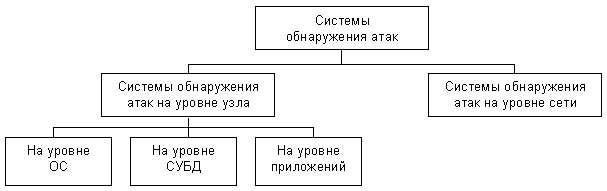 Системы
обнаружения атак
Системы обнаружения
атак на уровне узла
Системы обнаружения
атак на уровне сети
На уровне
ОС
На уровне
СУБД
На уровне
приложений